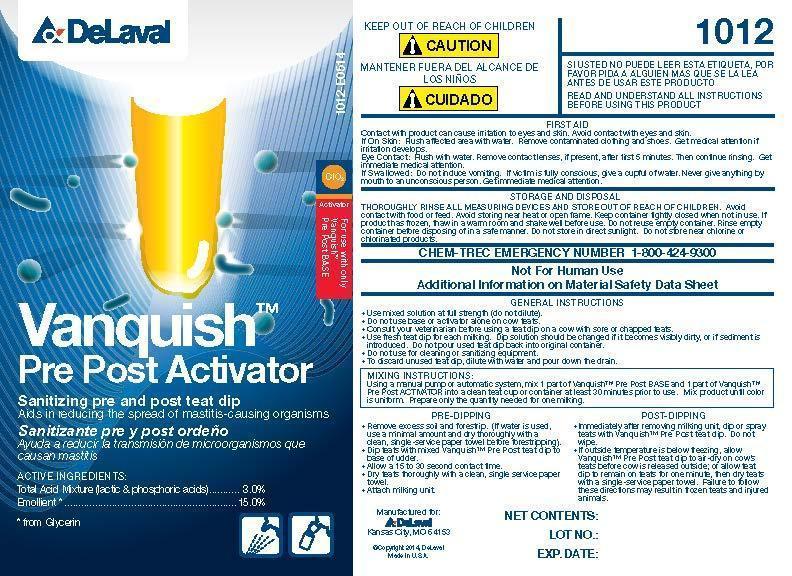 DeLaval
1012-E0614
ClO₂
Activator
For use with only
Vanquish™
Pre Post BASE
Vanquish™
Pre Post Activator
Sanitizing pre and post teat dip
Aids in reducing the spread of mastitis-causing organisms
Sanitizante pre y post ordeño
Ayuda a reducir la transmisión de microorganismos que
causan mastitis
ACTIVE INGREDIENTS:
Total Acid Mixture (lactic & phosphoric acids)........... 3.0%
Emollient * .............................................................. 15.0%
* from Glycerin
KEEP OUT OF REACH OF CHILDREN
CAUTION
MANTENER FUERA DEL ALCANCE DE
LOS NIÑOS
CUIDADO
1012
SI USTED NO PUEDE LEER ESTA ETIQUETA, POR
FAVOR PIDA A ALGUIEN MAS QUE SE LA LEA
ANTES DE USAR ESTE PRODUCTO
READ AND UNDERSTAND ALL INSTRUCTIONS
BEFORE USING THIS PRODUCT
FIRST AID
Contact with product can cause irritation to eyes and skin. Avoid contact with eyes and skin.
If On Skin: Flush affected area with water. Remove contaminated clothing and shoes. Get medical attention if
irritation develops.
Eye Contact: Flush with water. Remove contact lenses, if present, after first 5 minutes. Then continue rinsing. Get
immediate medical attention.
If Swallowed: Do not induce vomiting. If victim is fully conscious, give a cupful of water. Never give anything by
mouth to an unconscious person. Get immediate medical attention.
STORAGE AND DISPOSAL
THOROUGHLY RINSE ALL MEASURING DEVICES AND STORE OUT OF REACH OF CHILDREN. Avoid
contact with food or feed. Avoid storing near heat or open frame. Keep container tightly closed when not in use. If
product has frozen, thaw in a warm room and shake well before use. Do not reuse empty container. Rinse empty
container before disposing of in a safe manner. Do not store in direct sunlight. Do not store near chlorine or
chlorinated products.
CHEM-TREC EMERGENCY NUMBER 1-800-424-9300
Not For Human Use
Additional Information on Material Safety Data Sheet
GENERAL INSTRUCTIONS
• Use mixed solution at full strength (do not dilute).
• Do not use base or activator alone on cow teats.
• Consult your veterinarian before using a teat dip on a cow with sore or chapped teats.
• Use fresh teat dip for each milking. Dip solution should be changed if it becomes visibly dirty, or if sediment is
introduced. Do not pour used teat dip back into original container.
• Do not use for cleaning or sanitizing equipment.
• To discard unused teat dip, dilute with water and pour down the drain.
MIXING INSTRUCTIONS:
Using a manual pump or automatic system, mix 1 part of Vanquish™ Pre Post BASE and 1 part of Vanquish™
Pre Post ACTIVATOR into a clean teat cup or container at least 30 minutes prior to use. Mix product until color
is uniform. Prepare only the quantity needed for one milking.
PRE-DIPPING
• Remove excess soil and forestrip. (If water is used,
use a minimal amount and dry thoroughly with a
clean, single service paper towel before forestripping).
• Dip teats with mixed Vanquish™ Pre Post teat dip to
base of udder.
• Allow a 15 to 30 second contact time.
• Dry teats thoroughly with a clean, single service paper
towel.
• Attach milking unit.
POST-DIPPING
• Immediately after removing milking unit, dip or spray
teats with Vanquish™ Pre Post teat dip. Do not
wipe.
• If outside temperature is below freezing, allow
Vanquish™ Pre Post teat dip to air-dry on cow's
teats before cow is released outside; or allow teat
dip to remain on teats for one minute, then dry teats
with a single-service paper towel. Failure to follow
these directions may result in frozen teats and injured
animals.
Manufactured for:
DeLaval
Kansas City, MO 64153
©Copyright 2014, DeLaval
Made in U.S.A.
NET CONTENTS:
LOT NO.:
EXP. DATE: